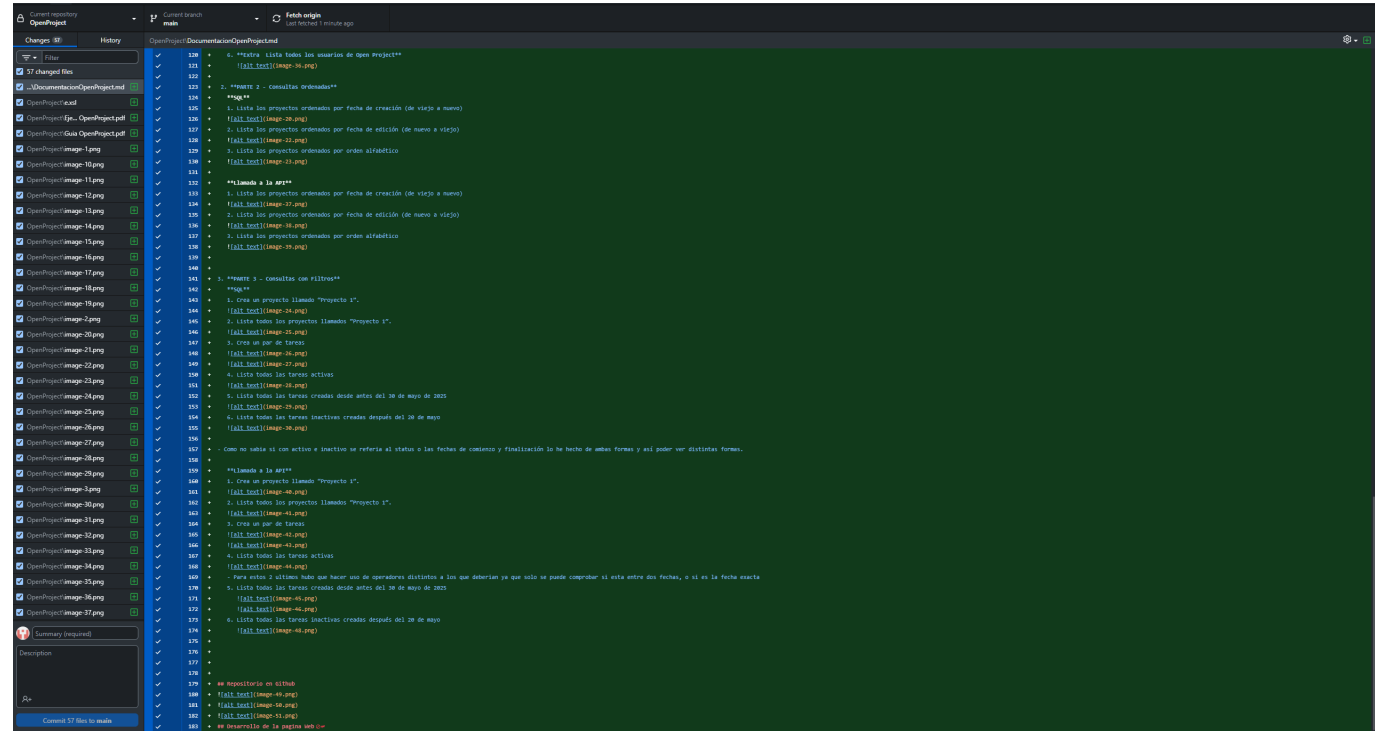 Current repository
OpenProject
Current branch
main
Fetch origin
Last fetched 1 minute ago
Changes 57
History
OpenProject\DocumentacionOpenProject.md
Filter
57 changed files
...\DocumentacionOpenProject.md
OpenProject\e.xsl
OpenProject\Eje... OpenProject.pdf
OpenProject\Guia OpenProject.pdf
OpenProject\image-1.png
OpenProject\image-10.png
OpenProject\image-11.png
OpenProject\image-12.png
OpenProject\image-13.png
OpenProject\image-14.png
OpenProject\image-15.png
OpenProject\image-16.png
OpenProject\image-17.png
OpenProject\image-18.png
OpenProject\image-19.png
OpenProject\image-2.png
OpenProject\image-20.png
OpenProject\image-21.png
OpenProject\image-22.png
OpenProject\image-23.png
OpenProject\image-24.png
OpenProject\image-25.png
OpenProject\image-26.png
OpenProject\image-27.png
OpenProject\image-28.png
OpenProject\image-29.png
OpenProject\image-3.png
OpenProject\image-30.png
OpenProject\image-31.png
OpenProject\image-32.png
OpenProject\image-33.png
OpenProject\image-34.png
OpenProject\image-35.png
OpenProject\image-36.png
OpenProject\image-37.png
Summary (required)
Description
Commit 57 files to main
120 + 6. **Extra Lista todos los usuarios de Open Project**
121 + ![alt text](image-36.png)
122 +
123 + 2. **PARTE 2 – Consultas Ordenadas**
124 + **SQL**
125 + 1. Lista los proyectos ordenados por fecha de creación (de viejo a nuevo)
126 + ![alt text](image-20.png)
127 + 2. Lista los proyectos ordenados por fecha de edición (de nuevo a viejo)
128 + ![alt text](image-22.png)
129 + 3. Lista los proyectos ordenados por orden alfabético
130 + ![alt text](image-23.png)
131 +
132 + **Llamada a la API**
133 + 1. Lista los proyectos ordenados por fecha de creación (de viejo a nuevo)
134 + ![alt text](image-37.png)
135 + 2. Lista los proyectos ordenados por fecha de edición (de nuevo a viejo)
136 + ![alt text](image-38.png)
137 + 3. Lista los proyectos ordenados por orden alfabético
138 + ![alt text](image-39.png)
139 +
140 +
141 + 3. **PARTE 3 – Consultas con Filtros**
142 + **SQL**
143 + 1. Crea un proyecto llamado "Proyecto 1".
144 + ![alt text](image-24.png)
145 + 2. Lista todos los proyectos llamados "Proyecto 1".
146 + ![alt text](image-25.png)
147 + 3. Crea un par de tareas
148 + ![alt text](image-26.png)
149 + ![alt text](image-27.png)
150 + 4. Lista todas las tareas activas
151 + ![alt text](image-28.png)
152 + 5. Lista todas las tareas creadas desde antes del 30 de mayo de 2025
153 + ![alt text](image-29.png)
154 + 6. Lista todas las tareas inactivas creadas después del 20 de mayo
155 + ![alt text](image-30.png)
156 +
157 + - Como no sabia si con activo e inactivo se referia al status o las fechas de comienzo y finalización lo he hecho de ambas formas y así poder ver distintas formas.
158 +
159 + **Llamada a la API**
160 + 1. Crea un proyecto llamado "Proyecto 1".
161 + ![alt text](image-40.png)
162 + 2. Lista todos los proyectos llamados "Proyecto 1".
163 + ![alt text](image-41.png)
164 + 3. Crea un par de tareas
165 + ![alt text](image-42.png)
166 + ![alt text](image-43.png)
167 + 4. Lista todas las tareas activas
168 + ![alt text](image-44.png)
169 + - Para estos 2 ultimos hubo que hacer uso de operadores distintos a los que deberian ya que solo se puede comprobar si esta entre dos fechas, o si es la fecha exacta
170 + 5. Lista todas las tareas creadas desde antes del 30 de mayo de 2025
171 + ![alt text](image-45.png)
172 + ![alt text](image-46.png)
173 + 6. Lista todas las tareas inactivas creadas después del 20 de mayo
174 + ![alt text](image-48.png)
175 +
176 +
177 +
178 +
179 + ## Repositorio en Github
180 + ![alt text](image-49.png)
181 + ![alt text](image-50.png)
182 + ![alt text](image-51.png)
183 + ## Desarrollo de la pagina Web